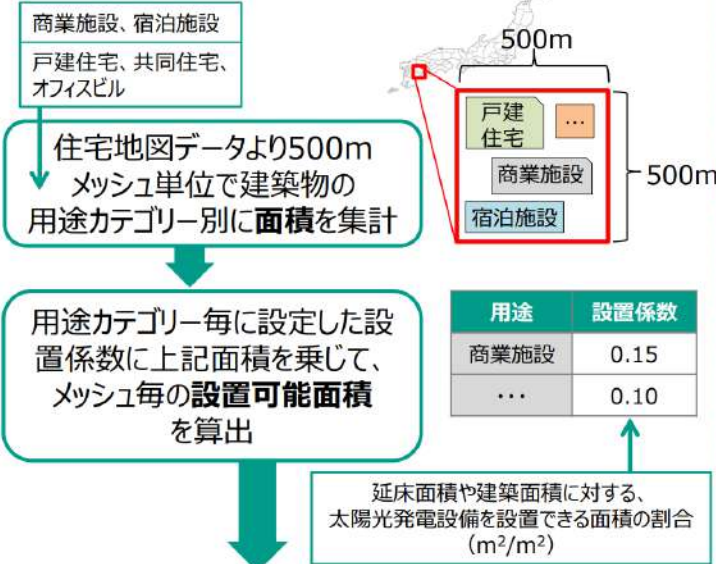 商業施設、宿泊施設
戸建住宅、共同住宅、
オフィスビル
住宅地図データより500m
メッシュ単位で建築物の
用途カテゴリー別に面積を集計
500m
戸建
住宅
…
商業施設
宿泊施設
500m
用途カテゴリー毎に設定した設
置係数に上記面積を乗じて、
メッシュ毎の設置可能面積
を算出
用途 設置係数
商業施設 0.15
… 0.10
延床面積や建築面積に対する、
太陽光発電設備を設置できる面積の割合
(m²/m²)